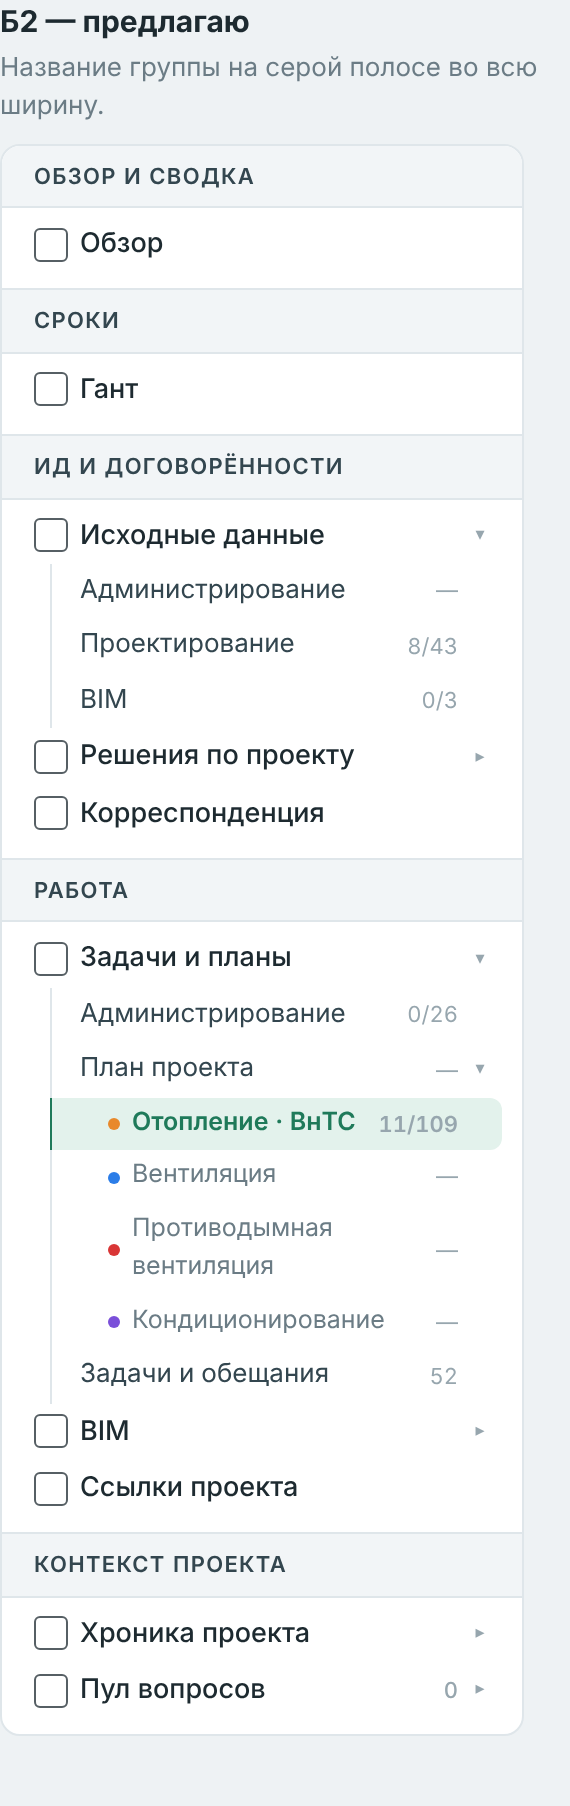 Б2 — предлагаю
Название группы на серой полосе во всю
ширину.
ОБЗОР И СВОДКА
Обзор
СРОКИ
Гант
ИД И ДОГОВОРЁННОСТИ
Исходные данные ▾
Администрирование —
Проектирование 8/43
BIM 0/3
Решения по проекту ▸
Корреспонденция
РАБОТА
Задачи и планы ▾
Администрирование 0/26
План проекта — ▾
Отопление · ВнТС 11/109
Вентиляция —
Противодымная
вентиляция —
Кондиционирование —
Задачи и обещания 52
BIM ▸
Ссылки проекта
КОНТЕКСТ ПРОЕКТА
Хроника проекта ▸
Пул вопросов 0 ▸